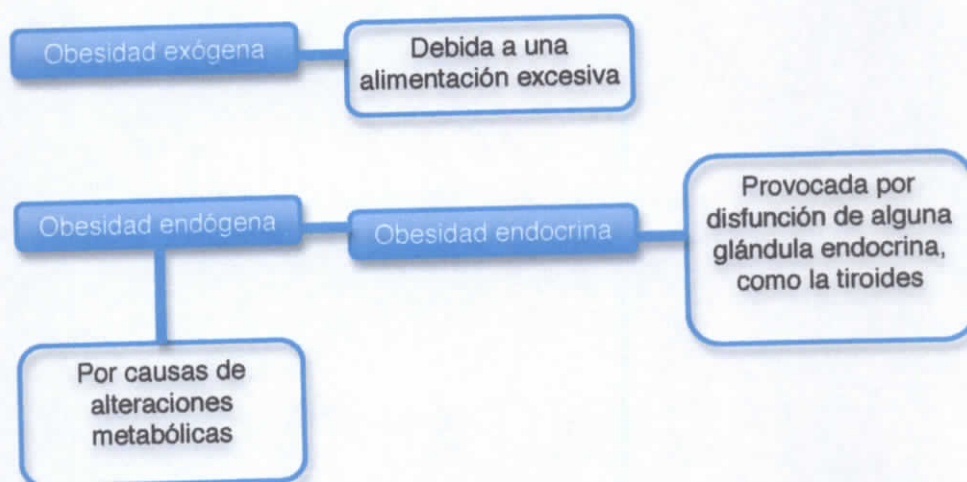 Obesidad exógena
Debida a una
alimentación excesiva
Obesidad endógena
Obesidad endocrina
Provocada por
disfunción de alguna
glándula endocrina,
como la tiroides
Por causas de
alteraciones
metabólicas